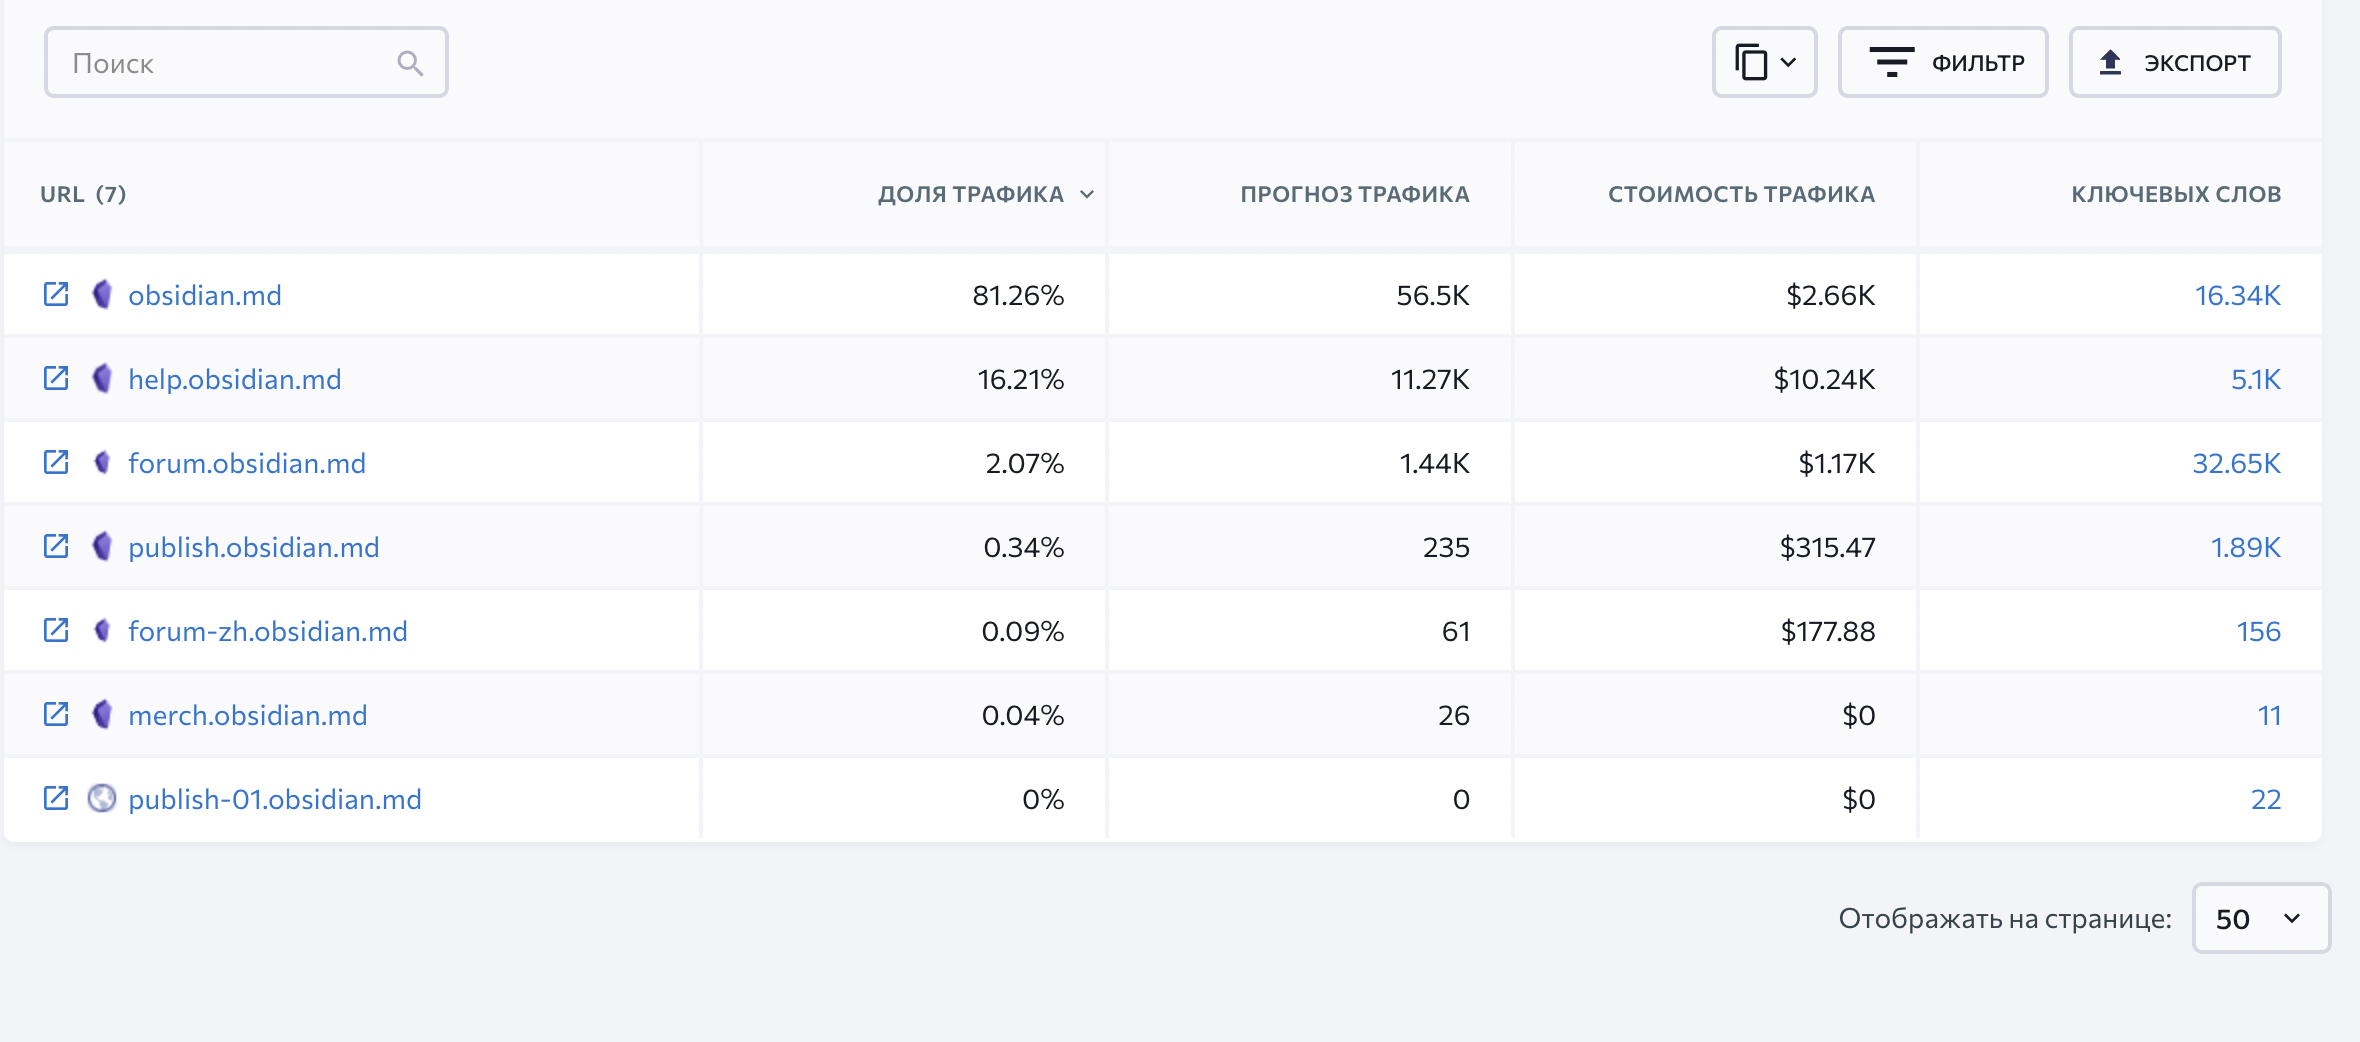 Поиск
ФИЛЬТР
ЭКСПОРТ
URL (7) ДОЛЯ ТРАФИКА ПРОГНОЗ ТРАФИКА СТОИМОСТЬ ТРАФИКА КЛЮЧЕВЫХ СЛОВ
obsidian.md 81.26% 56.5K $2.66K 16.34K
help.obsidian.md 16.21% 11.27K $10.24K 5.1K
forum.obsidian.md 2.07% 1.44K $1.17K 32.65K
publish.obsidian.md 0.34% 235 $315.47 1.89K
forum-zh.obsidian.md 0.09% 61 $177.88 156
merch.obsidian.md 0.04% 26 $0 11
publish-01.obsidian.md 0% 0 $0 22
Отображать на странице: 50